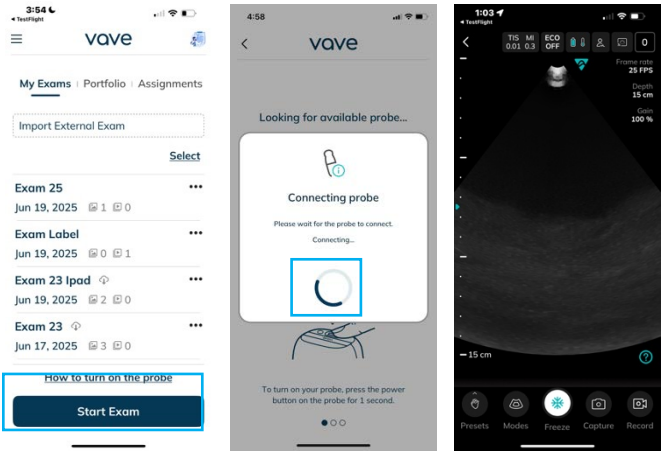 3:54
TestFlight
vave
My Exams Portfolio Assignments
Import External Exam
Select
Exam 25
Jun 19, 2025 1 0
Exam Label
Jun 19, 2025 0 1
Exam 23 Ipad
Jun 19, 2025 2 0
Exam 23
Jun 17, 2025 3 0
How to turn on the probe
Start Exam
4:58
vave
Looking for available probe...
Connecting probe
Please wait for the probe to connect.
Connecting...
To turn on your probe, press the power
button on the probe for 1 second.
1:03
TestFlight
TIS MI ECO
0.01 0.3 OFF 0
Frame rate
25 FPS
Depth
15 cm
Gain
100 %
15 cm
Presets Modes Freeze Capture Record